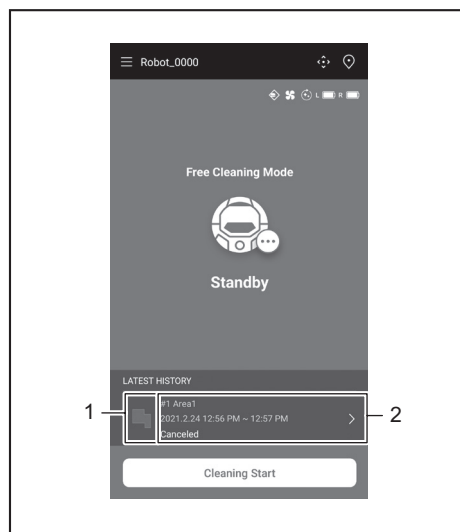 Robot_0000
L R
Free Cleaning Mode
Standby
LATEST HISTORY
1
#1 Area1
2021.2.24 12:56 PM ~ 12:57 PM
2
Canceled
Cleaning Start